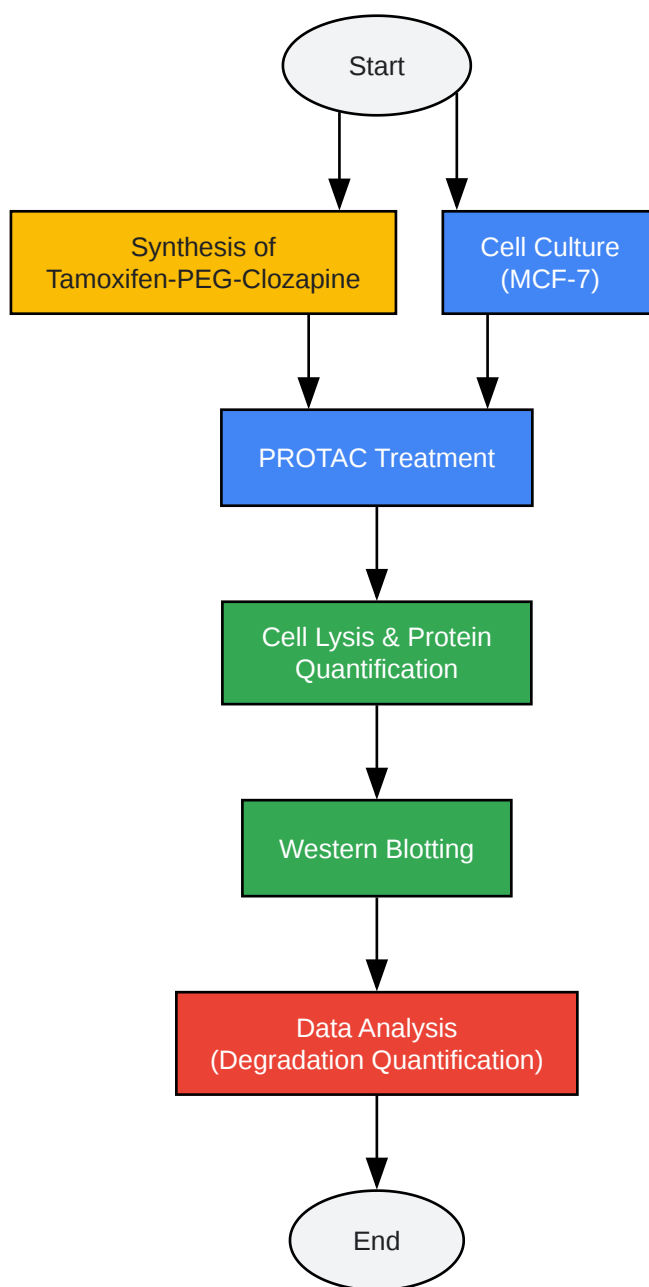 Start
Synthesis of
Tamoxifen-PEG-Clozapine
Cell Culture
(MCF-7)
PROTAC Treatment
Cell Lysis & Protein
Quantification
Western Blotting
Data Analysis
(Degradation Quantification)
End